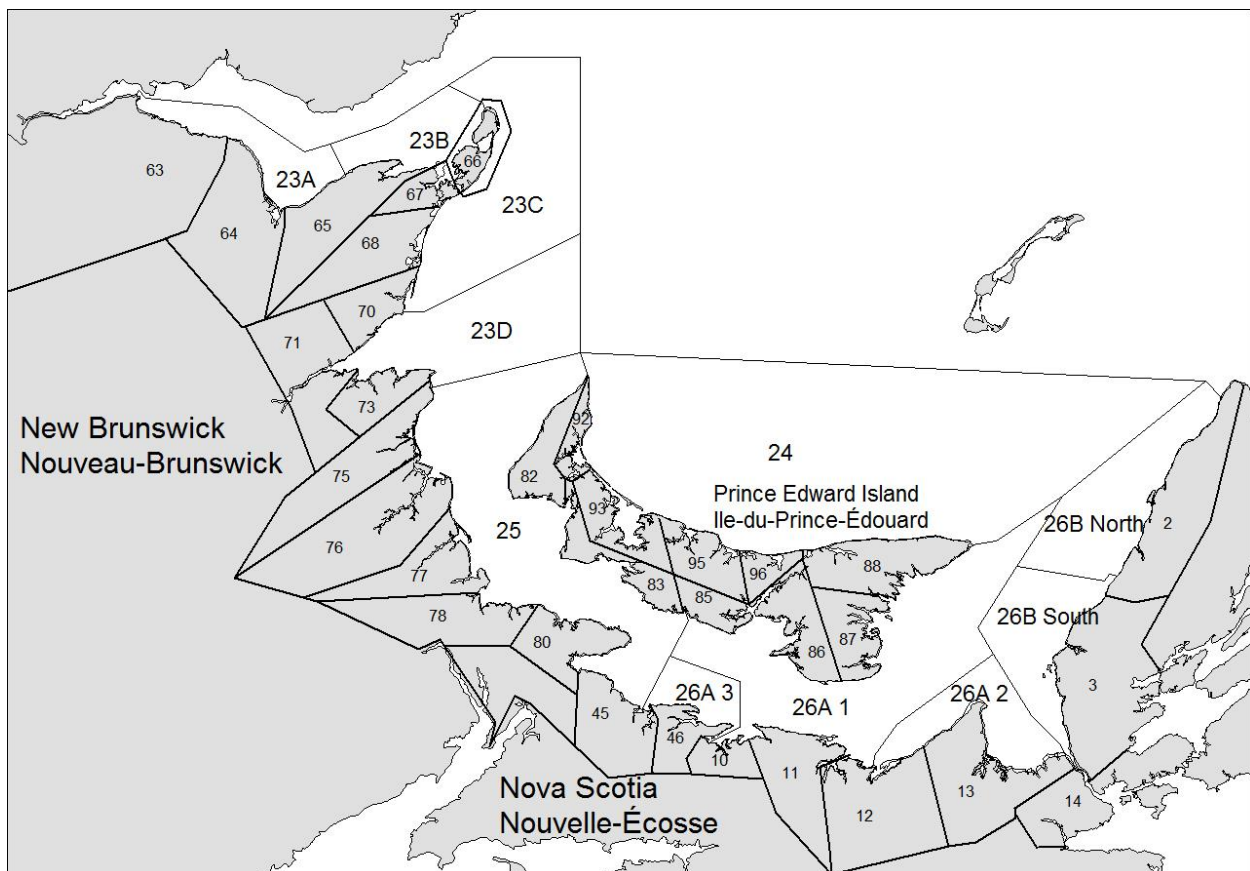 63
64
23A
65
23B
66
67
68
23C
70
71
23D
73
New Brunswick
Nouveau-Brunswick
75
76
77
78
80
25
82
92
93
24
Prince Edward Island
Ile-du-Prince-Édouard
95
96
88
83
85
86
87
26B North
2
26B South
3
26A 3
26A 1
26A 2
45
46
10
11
12
13
14
Nova Scotia
Nouvelle-Écosse